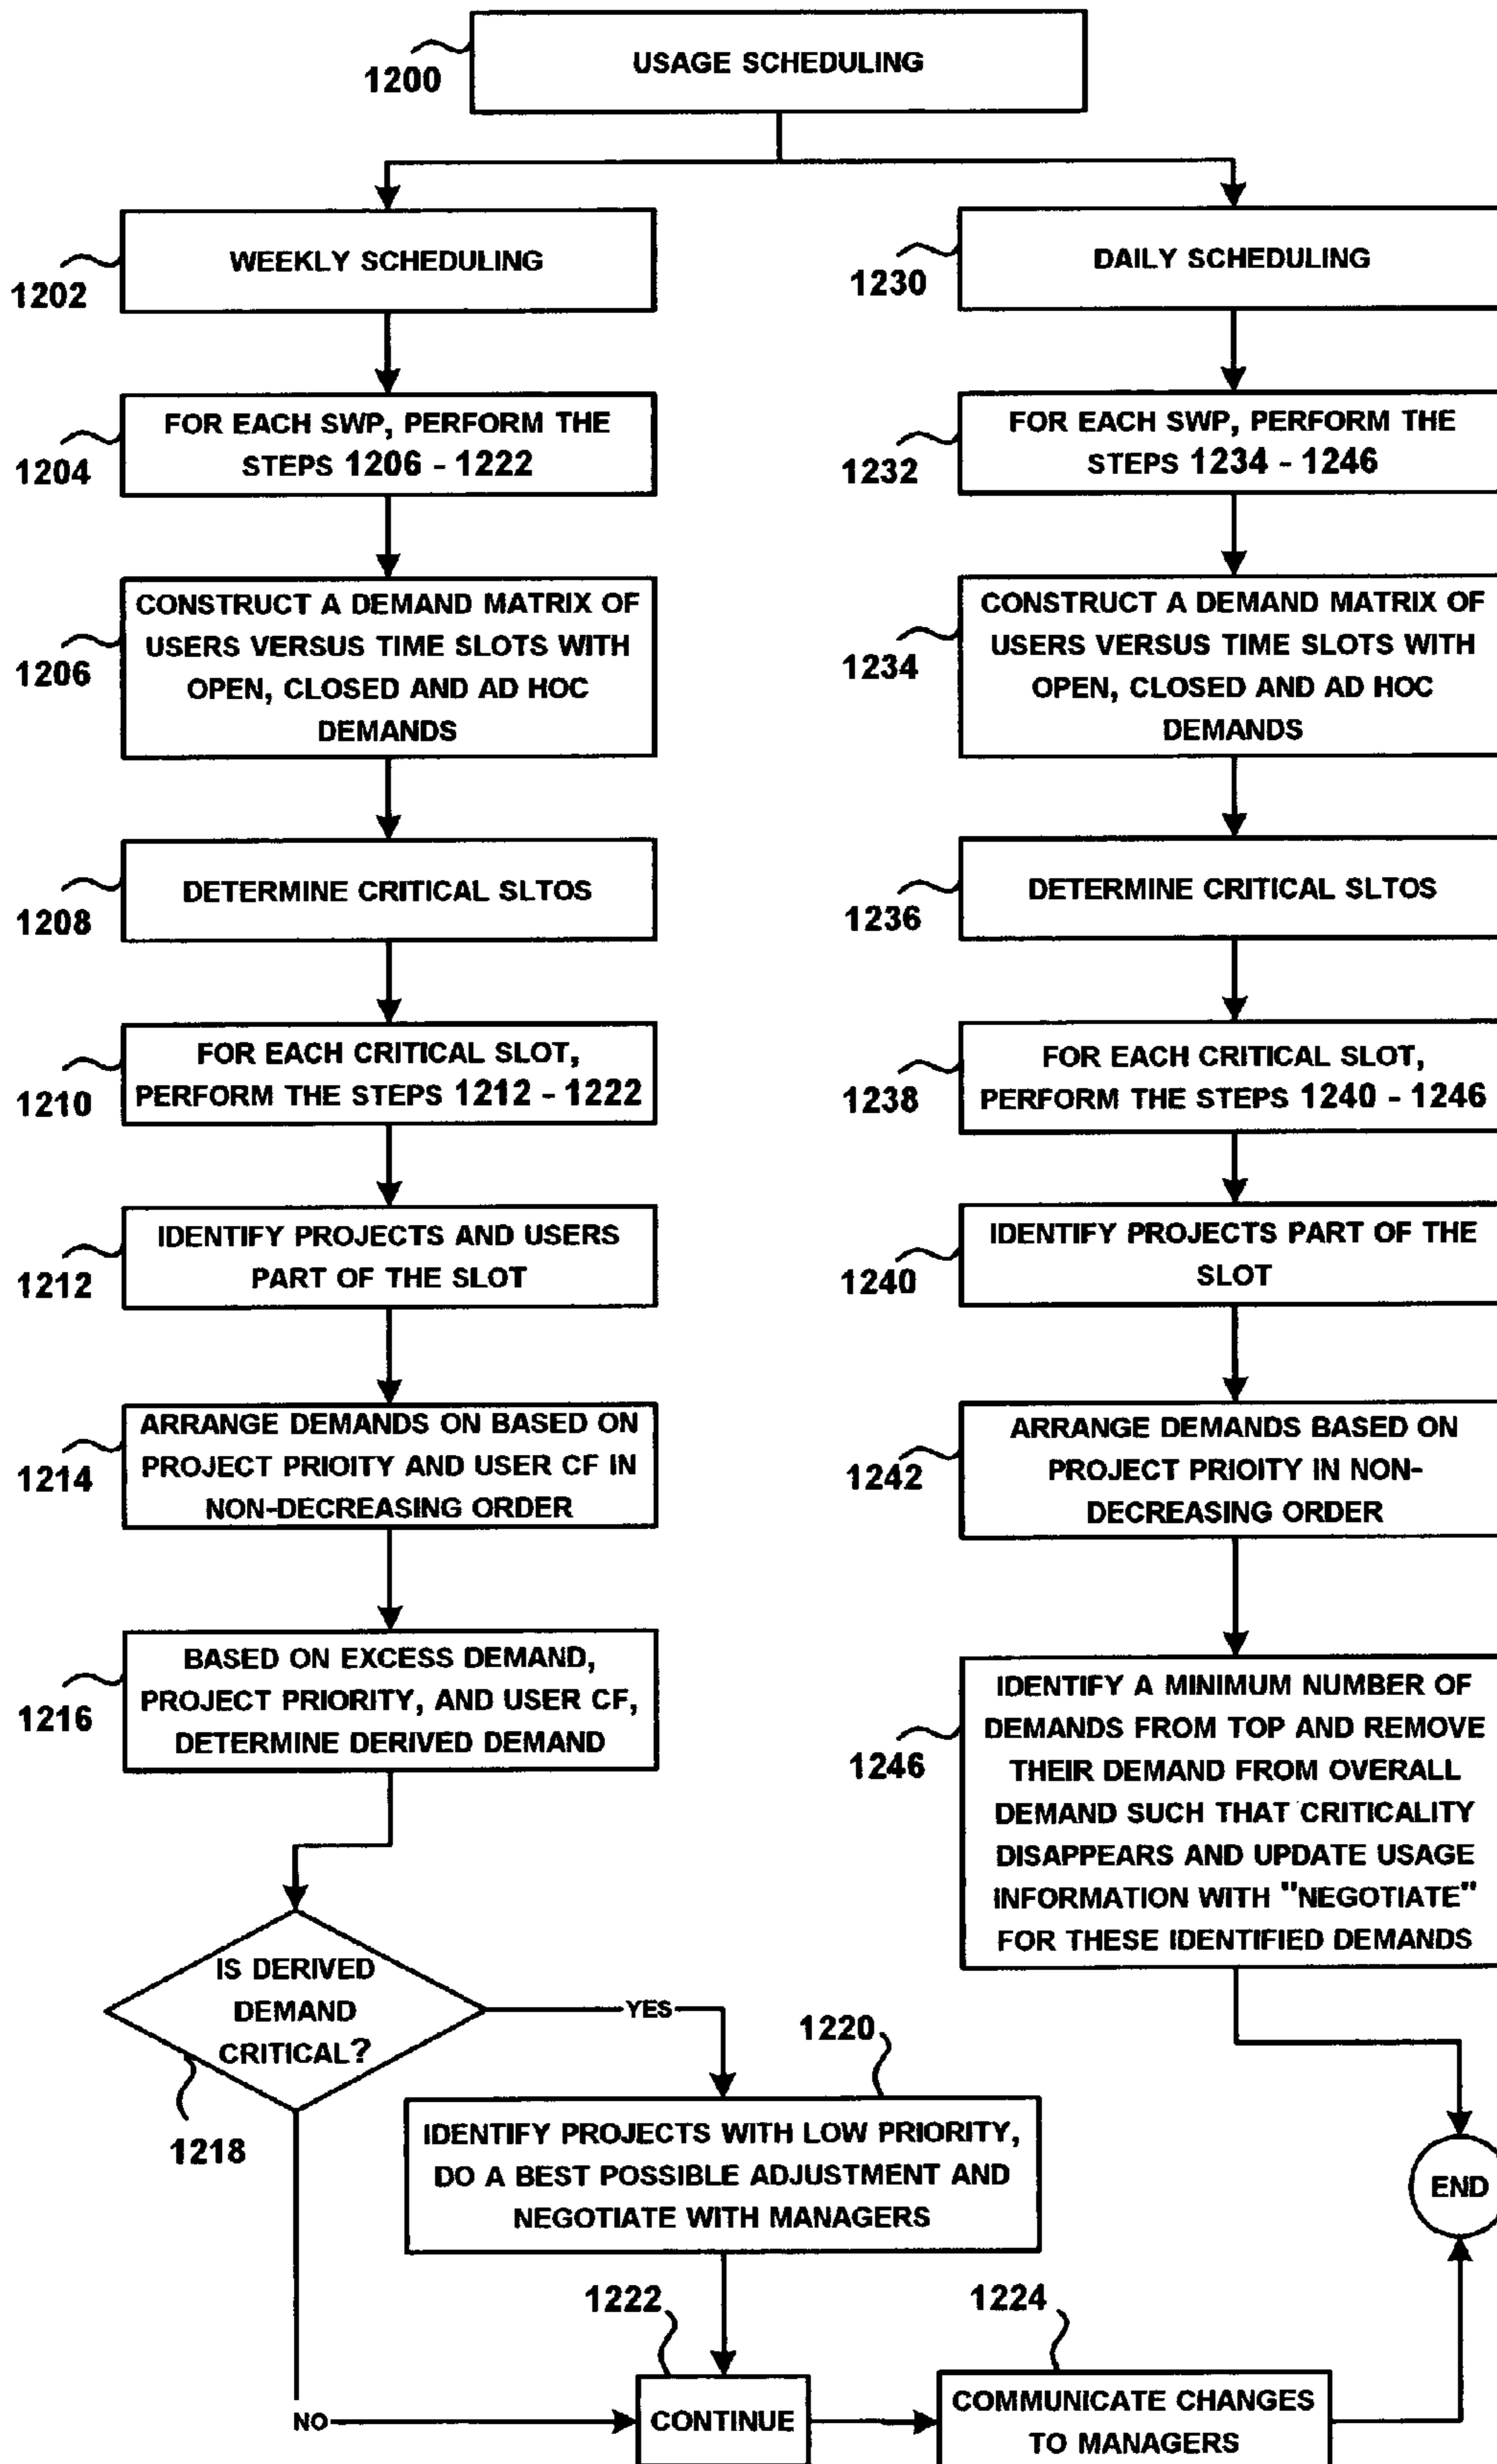 USAGE SCHEDULING
1200
WEEKLY SCHEDULING
1202
FOR EACH SWP, PERFORM THE
STEPS 1206 - 1222
1204
CONSTRUCT A DEMAND MATRIX OF
USERS VERSUS TIME SLOTS WITH
OPEN, CLOSED AND AD HOC
DEMANDS
1206
DETERMINE CRITICAL SLTOS
1208
FOR EACH CRITICAL SLOT,
PERFORM THE STEPS 1212 - 1222
1210
IDENTIFY PROJECTS AND USERS
PART OF THE SLOT
1212
ARRANGE DEMANDS ON BASED ON
PROJECT PRIOITY AND USER CF IN
NON-DECREASING ORDER
1214
BASED ON EXCESS DEMAND,
PROJECT PRIORITY, AND USER CF,
DETERMINE DERIVED DEMAND
1216
IS DERIVED
DEMAND
CRITICAL?
1218
YES
NO
1220
IDENTIFY PROJECTS WITH LOW PRIORITY,
DO A BEST POSSIBLE ADJUSTMENT AND
NEGOTIATE WITH MANAGERS
1222
CONTINUE
1224
COMMUNICATE CHANGES
TO MANAGERS
DAILY SCHEDULING
1230
FOR EACH SWP, PERFORM THE
STEPS 1234 - 1246
1232
CONSTRUCT A DEMAND MATRIX OF
USERS VERSUS TIME SLOTS WITH
OPEN, CLOSED AND AD HOC
DEMANDS
1234
DETERMINE CRITICAL SLTOS
1236
FOR EACH CRITICAL SLOT,
PERFORM THE STEPS 1240 - 1246
1238
IDENTIFY PROJECTS PART OF THE
SLOT
1240
ARRANGE DEMANDS BASED ON
PROJECT PRIOITY IN NON-
DECREASING ORDER
1242
IDENTIFY A MINIMUM NUMBER OF
DEMANDS FROM TOP AND REMOVE
THEIR DEMAND FROM OVERALL
DEMAND SUCH THAT CRITICALITY
DISAPPEARS AND UPDATE USAGE
INFORMATION WITH "NEGOTIATE"
FOR THESE IDENTIFIED DEMANDS
1246
END